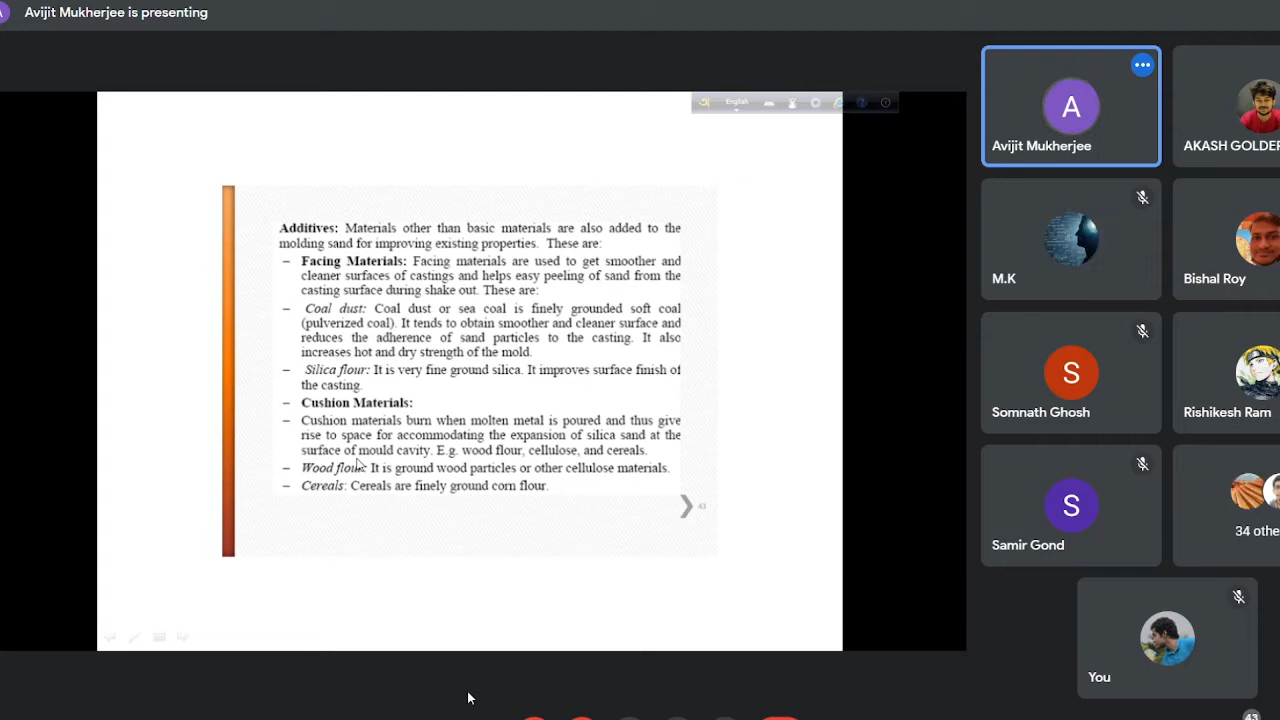 Avijit Mukherjee is presenting
English
Additives: Materials other than basic materials are also added to the
molding sand for improving existing properties. These are:
– Facing Materials: Facing materials are used to get smoother and
cleaner surfaces of castings and helps easy peeling of sand from the
casting surface during shake out. These are:
– Coal dust: Coal dust or sea coal is finely grounded soft coal
(pulverized coal). It tends to obtain smoother and cleaner surface and
reduces the adherence of sand particles to the casting. It also
increases hot and dry strength of the mold.
– Silica flour: It is very fine ground silica. It improves surface finish of
the casting.
– Cushion Materials:
– Cushion materials burn when molten metal is poured and thus give
rise to space for accommodating the expansion of silica sand at the
surface of mould cavity. E.g. wood flour, cellulose, and cereals.
– Wood flour: It is ground wood particles or other cellulose materials.
– Cereals: Cereals are finely ground corn flour.
43
A
Avijit Mukherjee
AKASH GOLDER
M.K
Bishal Roy
S
Somnath Ghosh
Rishikesh Ram
S
Samir Gond
34 othe
You
43